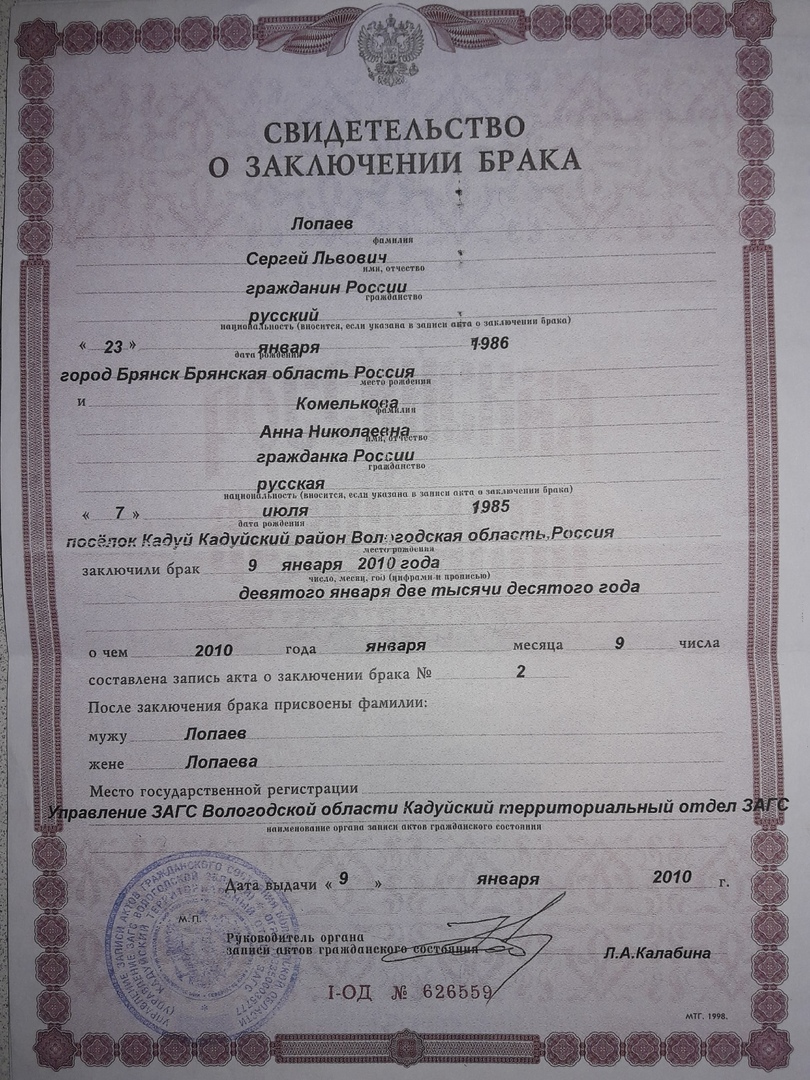 СВИДЕТЕЛЬСТВО
О ЗАКЛЮЧЕНИИ БРАКА
Лопаев
фамилия
Сергей Львович
имя, отчество
гражданин России
гражданство
русский
национальность (вносится, если указана в записи акта о заключении брака)
« 23 » января 1986
дата рождения
город Брянск Брянская область Россия
место рождения
и Комелькова
фамилия
Анна Николаевна
имя, отчество
гражданка России
гражданство
русская
национальность (вносится, если указана в записи акта о заключении брака)
« 7 » июля 1985
дата рождения
посёлок Кадуй Кадуйский район Вологодская область,Россия
место рождения
заключили брак 9 января 2010 года
число, месяц, год (цифрами и прописью)
девятого января две тысячи десятого года
о чем 2010 года января месяца 9 числа
составлена запись акта о заключении брака № 2
После заключения брака присвоены фамилии:
мужу Лопаев
жене Лопаева
Место государственной регистрации
Управление ЗАГС Вологодской области Кадуйский территориальный отдел ЗАГС
наименование органа записи актов гражданского состояния
Дата выдачи « 9 » января 2010 г.
М.П.
Руководитель органа
записи актов гражданского состояния Л.А.Калабина
I-ОД № 626559
МТГ. 1998.